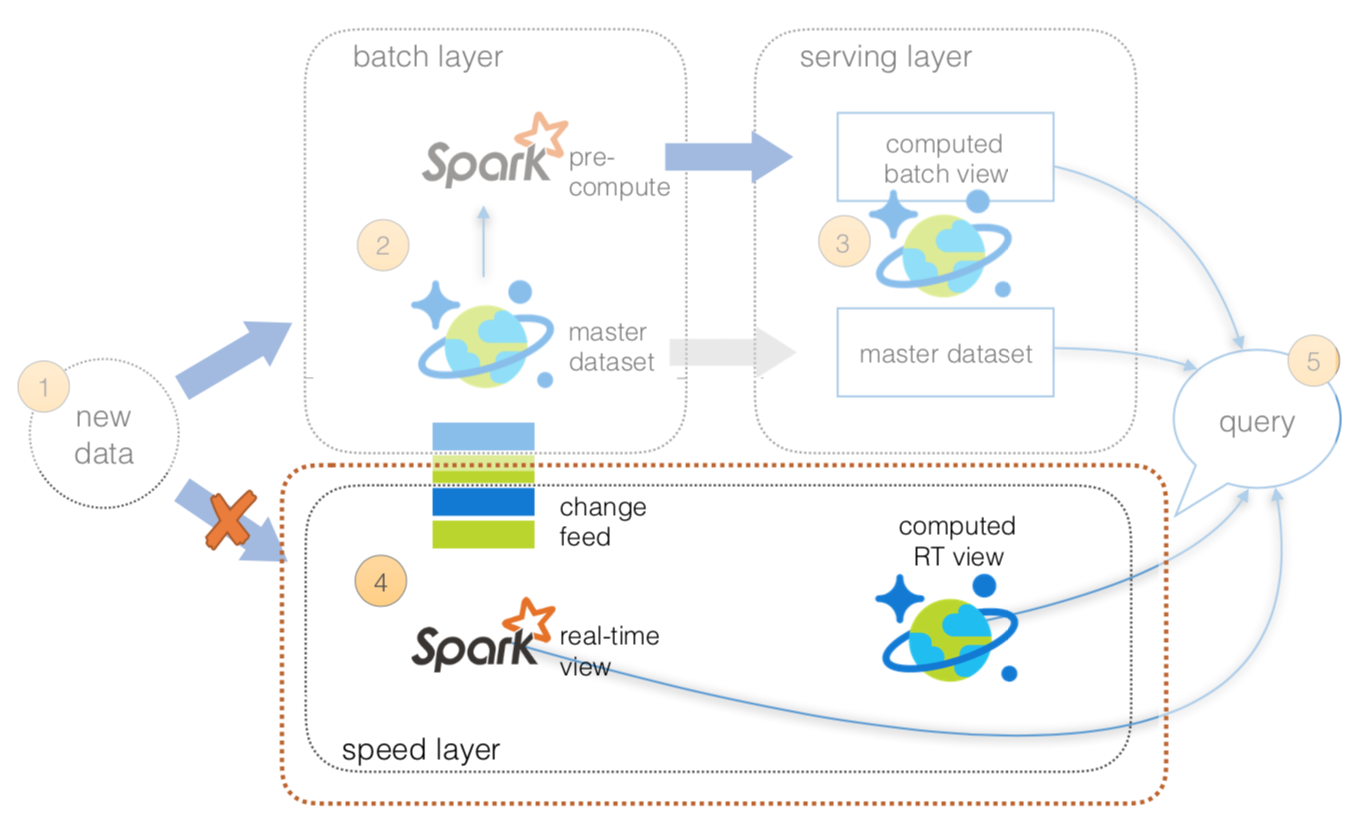 batch layer
serving layer
Spark
pre-
compute
computed
batch view
2
3
master
dataset
master dataset
1
new
data
5
query
change
feed
computed
RT view
4
Spark
real-time
view
speed layer